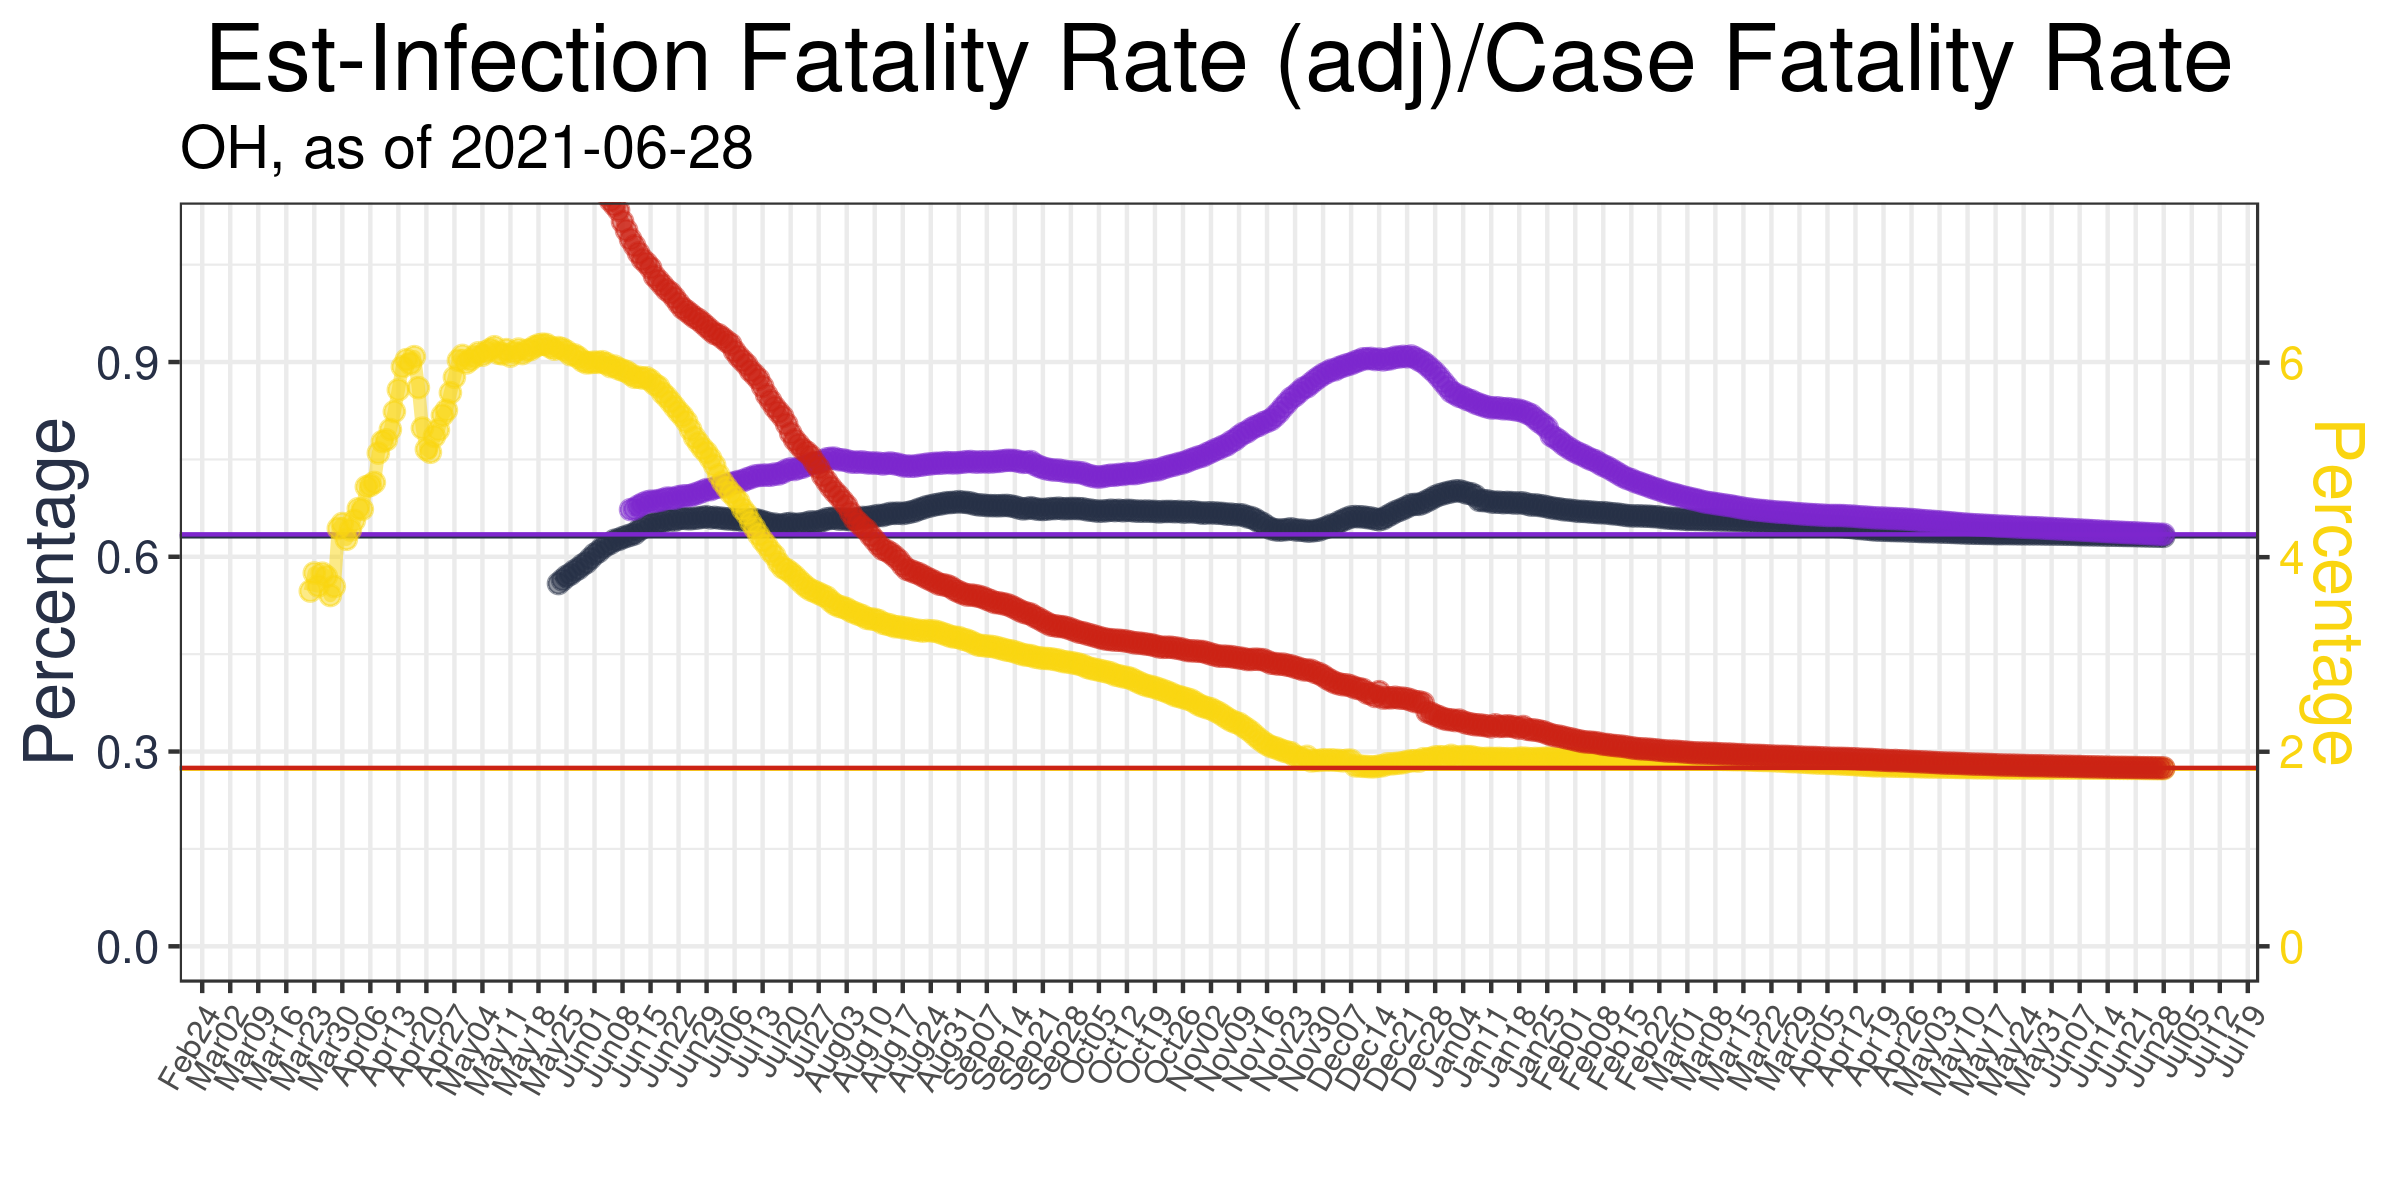 Est-Infection Fatality Rate (adj)/Case Fatality Rate
OH, as of 2021-06-28
Percentage
0.9
0.6
0.3
0.0
6
4
2
0
Percentage
Feb24
Mar02
Mar09
Mar16
Mar23
Mar30
Apr06
Apr13
Apr20
Apr27
May04
May11
May18
May25
Jun01
Jun08
Jun15
Jun22
Jun29
Jul06
Jul13
Jul20
Jul27
Aug03
Aug10
Aug17
Aug24
Aug31
Sep07
Sep14
Sep21
Sep28
Oct05
Oct12
Oct19
Oct26
Nov02
Nov09
Nov16
Nov23
Nov30
Dec07
Dec14
Dec21
Dec28
Jan04
Jan11
Jan18
Jan25
Feb01
Feb08
Feb15
Feb22
Mar01
Mar08
Mar15
Mar22
Mar29
Apr05
Apr12
Apr19
Apr26
May03
May10
May17
May24
May31
Jun07
Jun14
Jun21
Jun28
Jul05
Jul12
Jul19